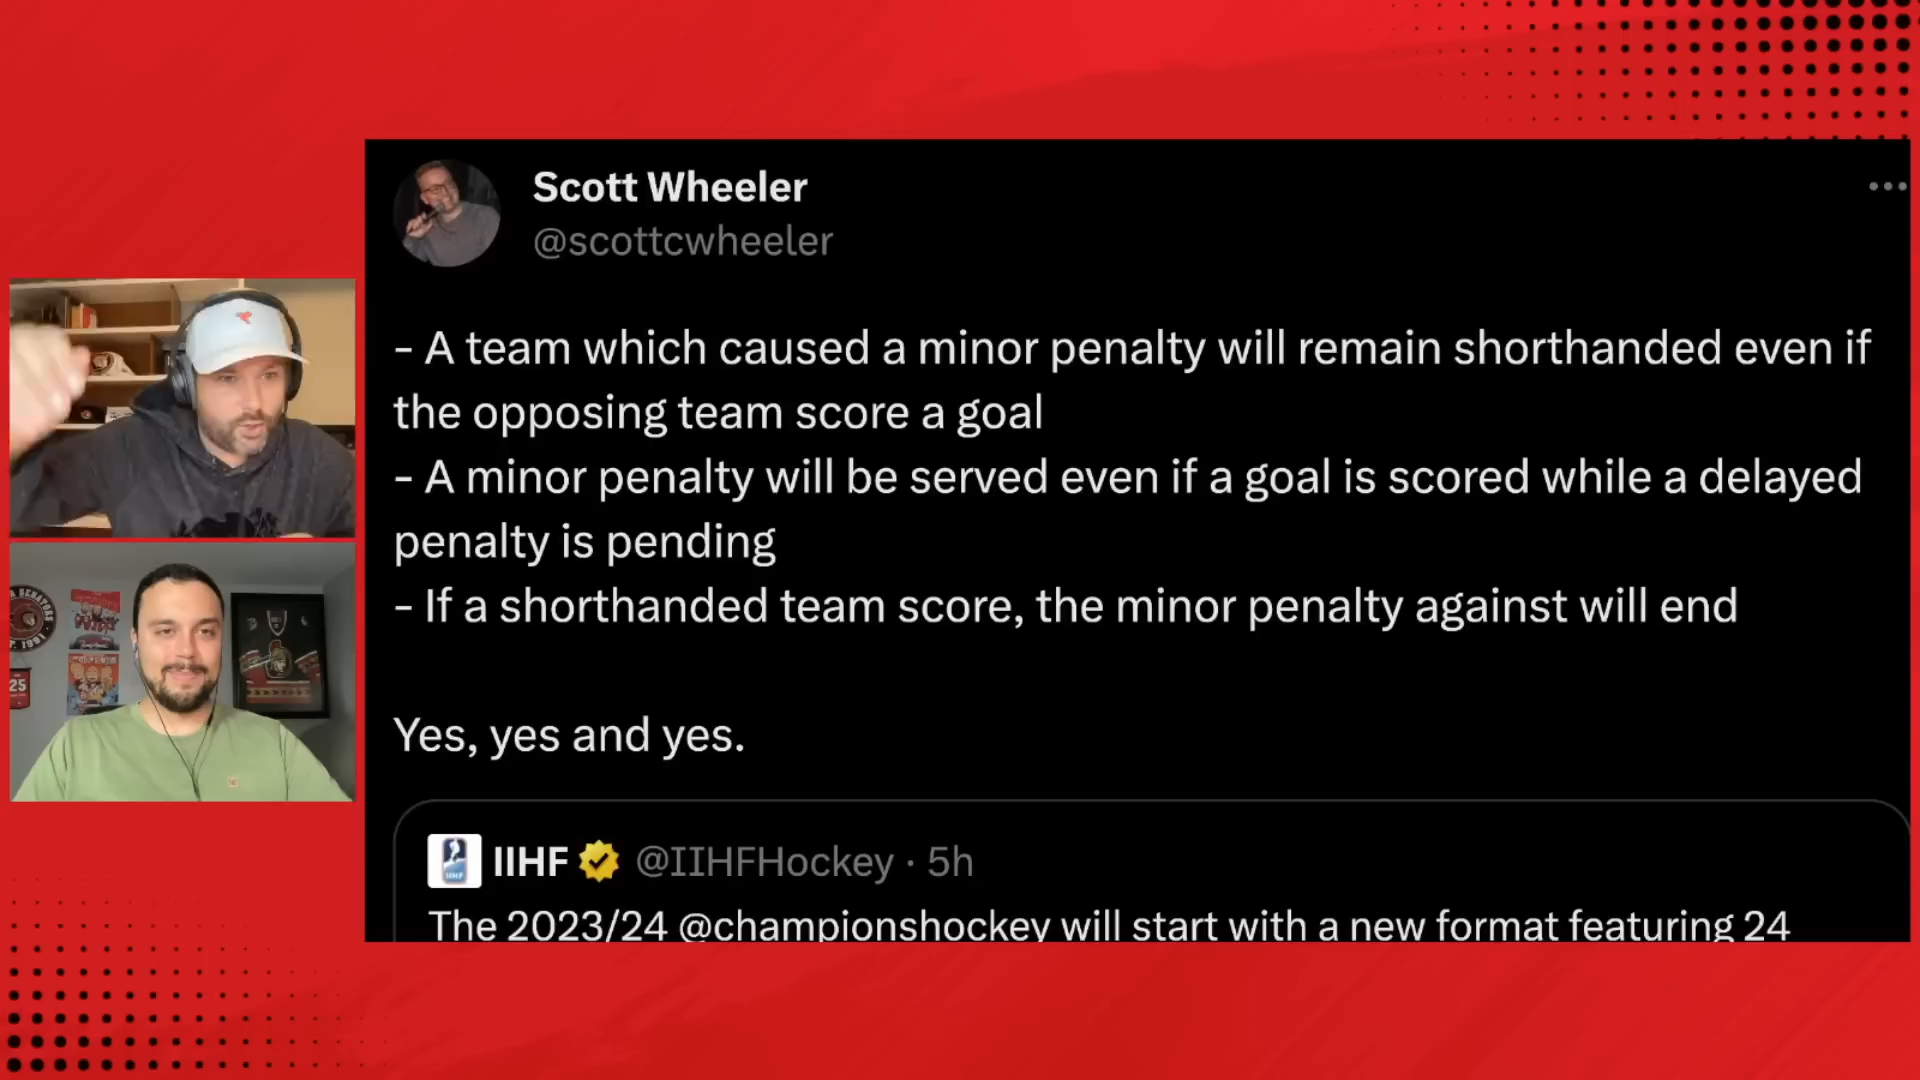 Scott Wheeler
@scottcwheeler
- A team which caused a minor penalty will remain shorthanded even if
the opposing team score a goal
- A minor penalty will be served even if a goal is scored while a delayed
penalty is pending
- If a shorthanded team score, the minor penalty against will end
Yes, yes and yes.
IIHF @IIHFHockey · 5h
The 2023/24 @championshockey will start with a new format featuring 24
SENATORS
25